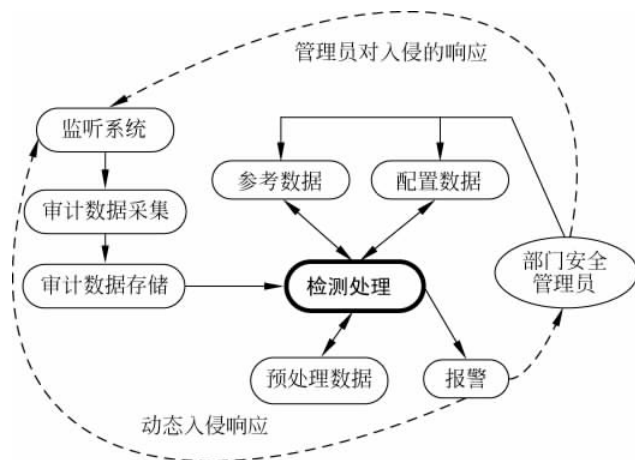 管理员对入侵的响应
监听系统
参考数据
配置数据
审计数据采集
部门安全
管理员
审计数据存储
检测处理
预处理数据
报警
动态入侵响应